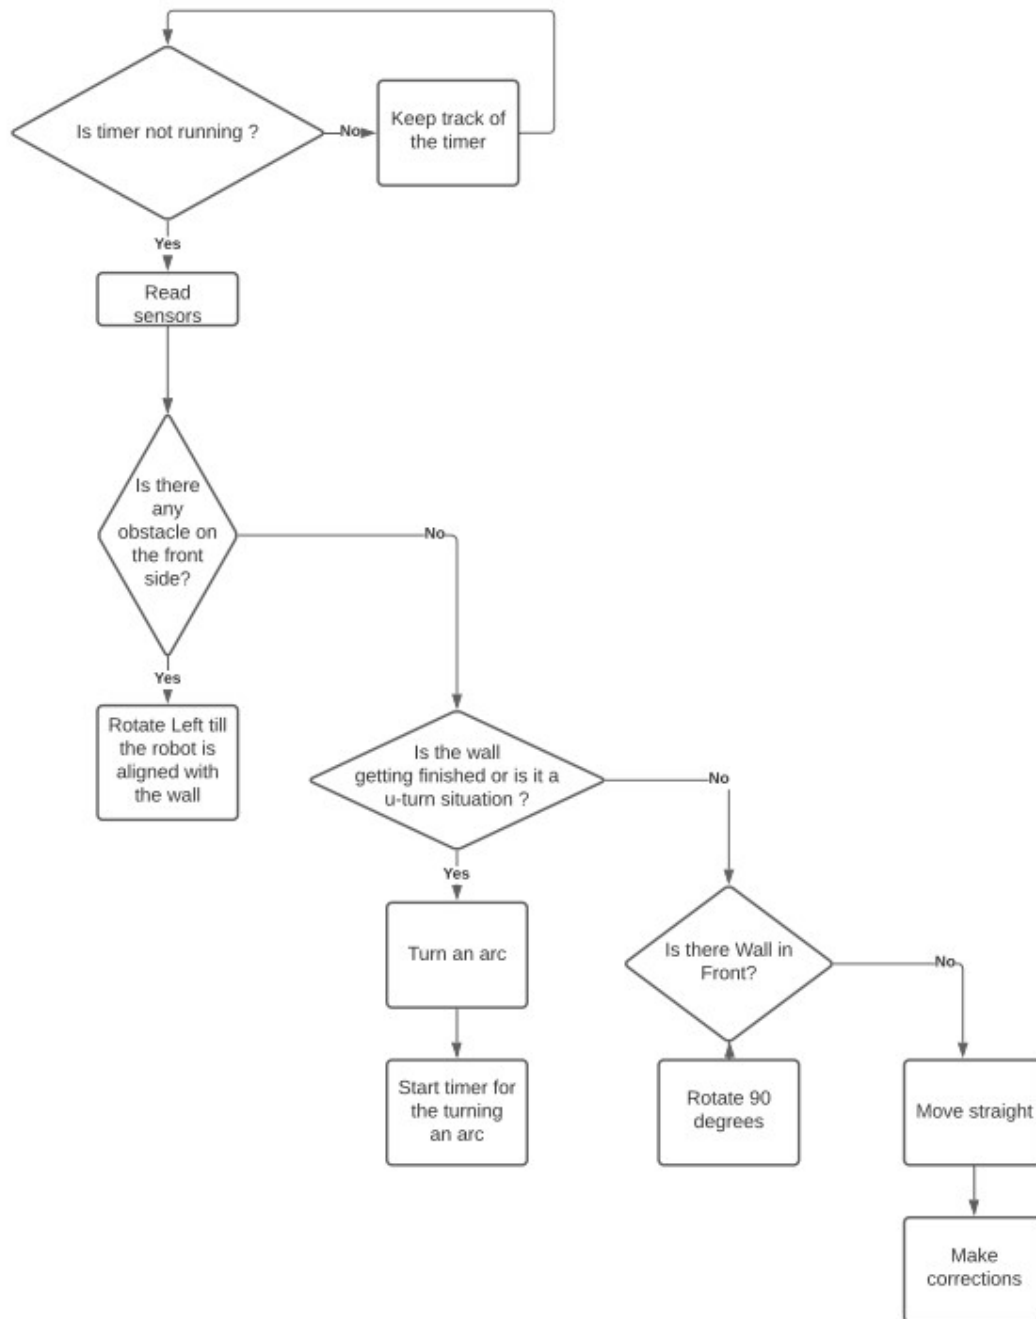 Is timer not running ?
No
Keep track of
the timer
Yes
Read
sensors
Is there
any
obstacle on
the front
side?
No
Yes
Rotate Left till
the robot is
aligned with
the wall
Is the wall
getting finished or is it a
u-turn situation ?
No
Yes
Turn an arc
Start timer for
the turning
an arc
Is there Wall in
Front?
No
Rotate 90
degrees
Move straight
Make
corrections